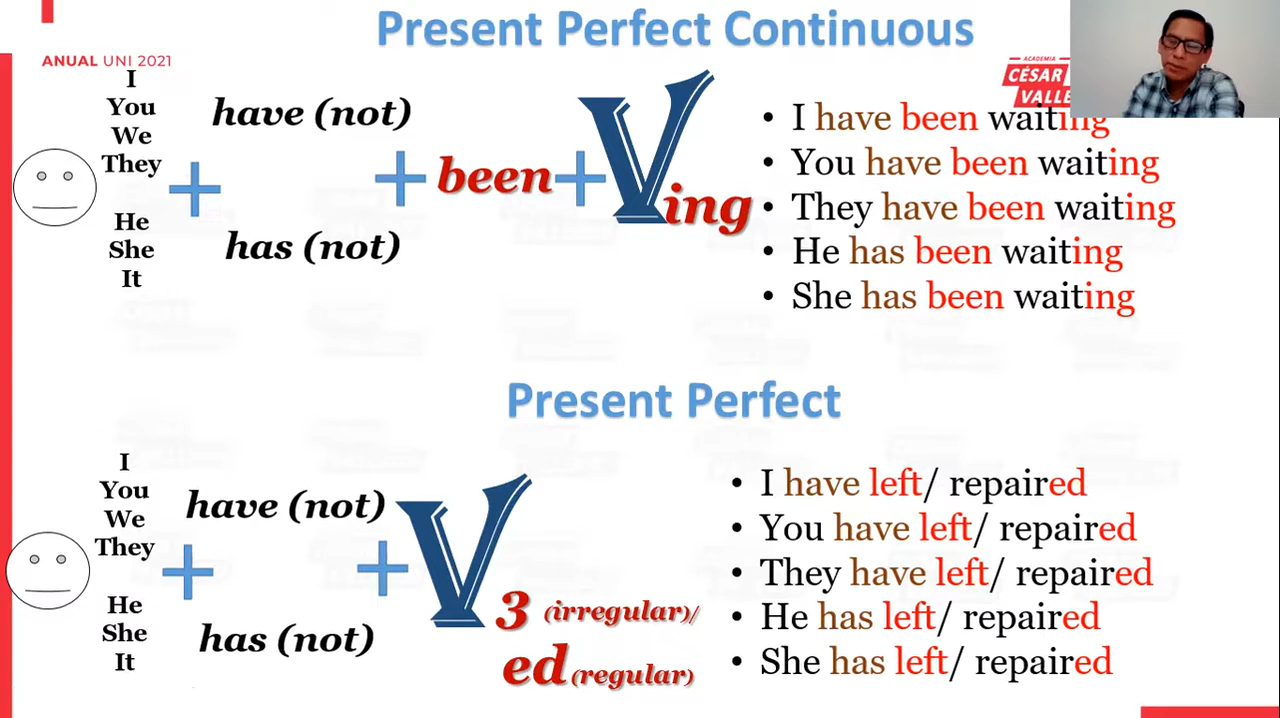 Present Perfect Continuous
ANUAL UNI 2021
ACADEMIA
CÉSAR
I
You
We
They
He
She
It
+
have (not)
has (not)
+ been + Ving
• I have been waiting
• You have been waiting
• They have been waiting
• He has been waiting
• She has been waiting
Present Perfect
I
You
We
They
He
She
It
+
have (not)
has (not)
+
V
3 (irregular)/
ed (regular)
• I have left/ repaired
• You have left/ repaired
• They have left/ repaired
• He has left/ repaired
• She has left/ repaired